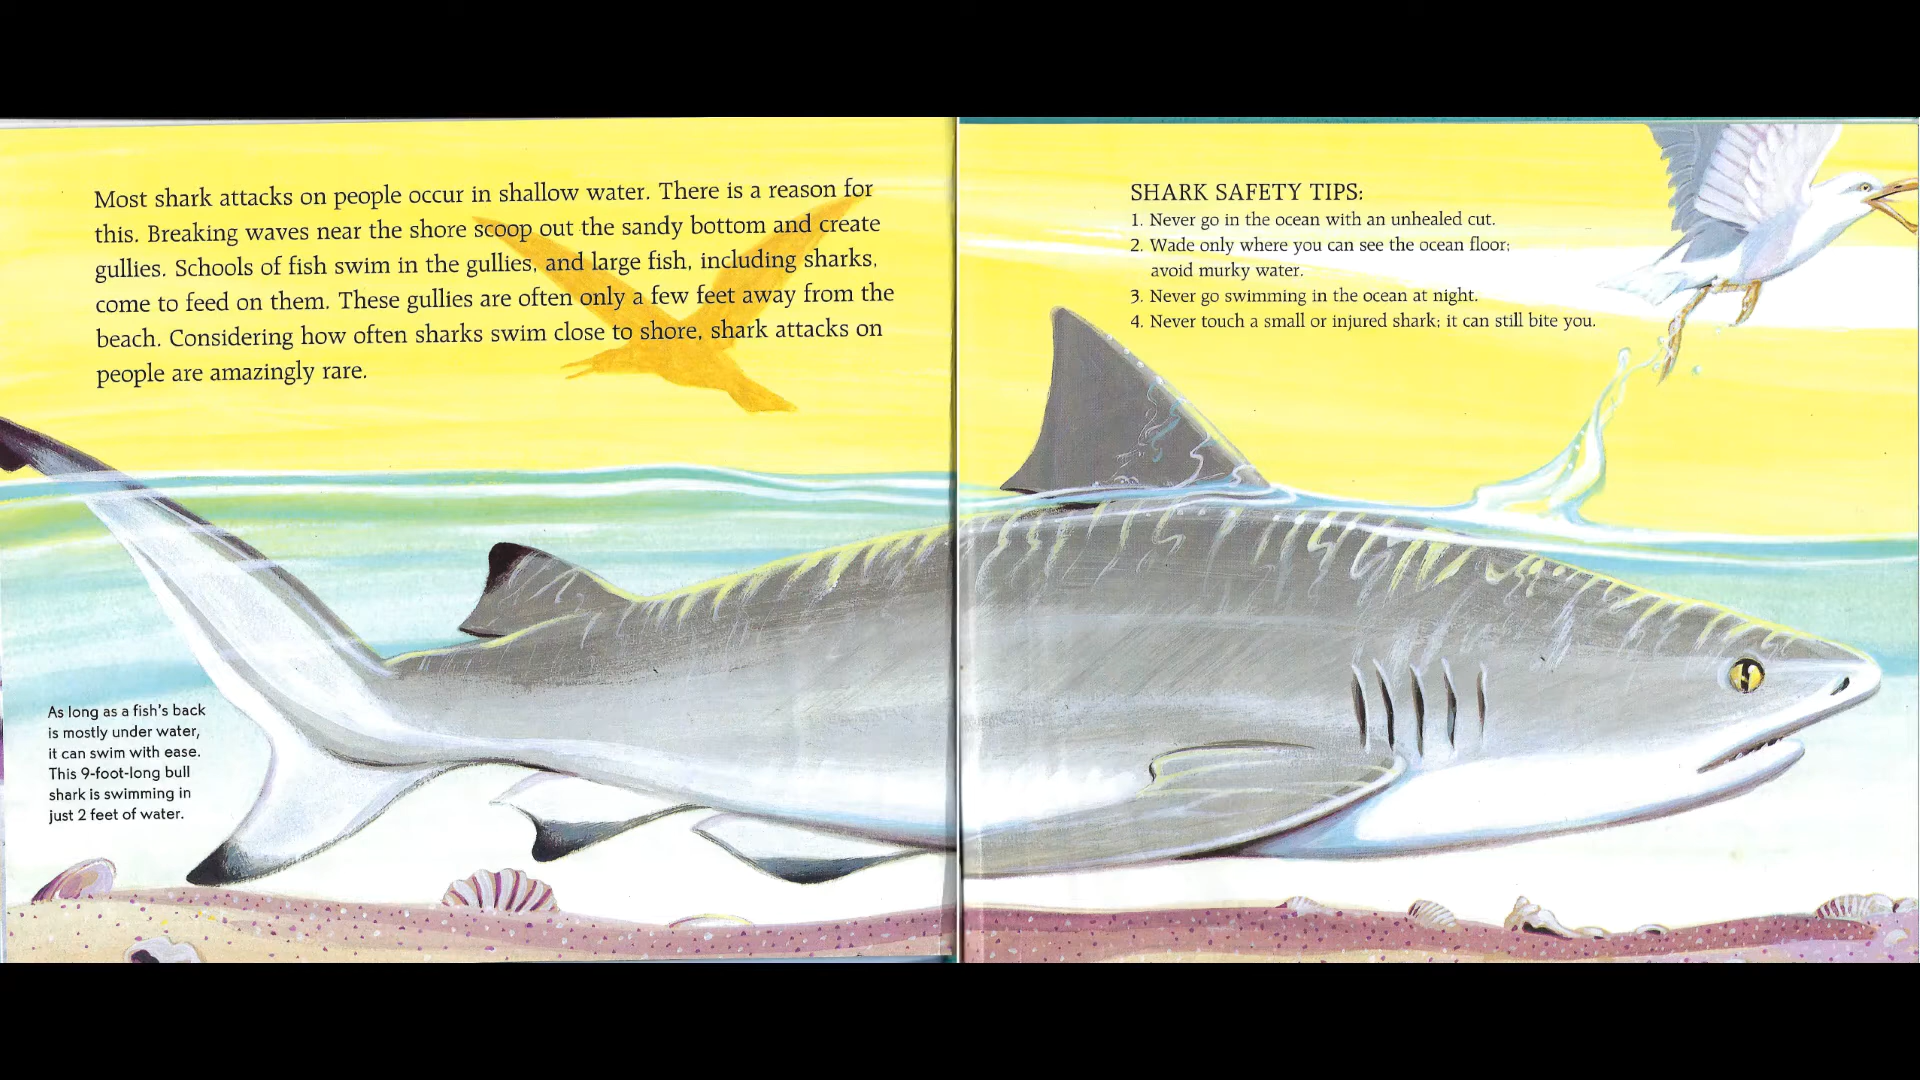 Most shark attacks on people occur in shallow water. There is a reason for
this. Breaking waves near the shore scoop out the sandy bottom and create
gullies. Schools of fish swim in the gullies, and large fish, including sharks,
come to feed on them. These gullies are often only a few feet away from the
beach. Considering how often sharks swim close to shore, shark attacks on
people are amazingly rare.
As long as a fish's back
is mostly under water,
it can swim with ease.
This 9-foot-long bull
shark is swimming in
just 2 feet of water.
SHARK SAFETY TIPS:
1. Never go in the ocean with an unhealed cut.
2. Wade only where you can see the ocean floor;
avoid murky water.
3. Never go swimming in the ocean at night.
4. Never touch a small or injured shark; it can still bite you.